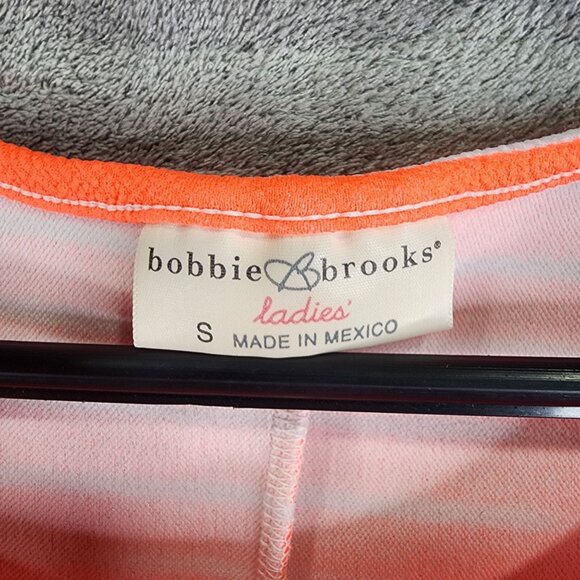 bobbie B brooks®
ladies'
S MADE IN MEXICO